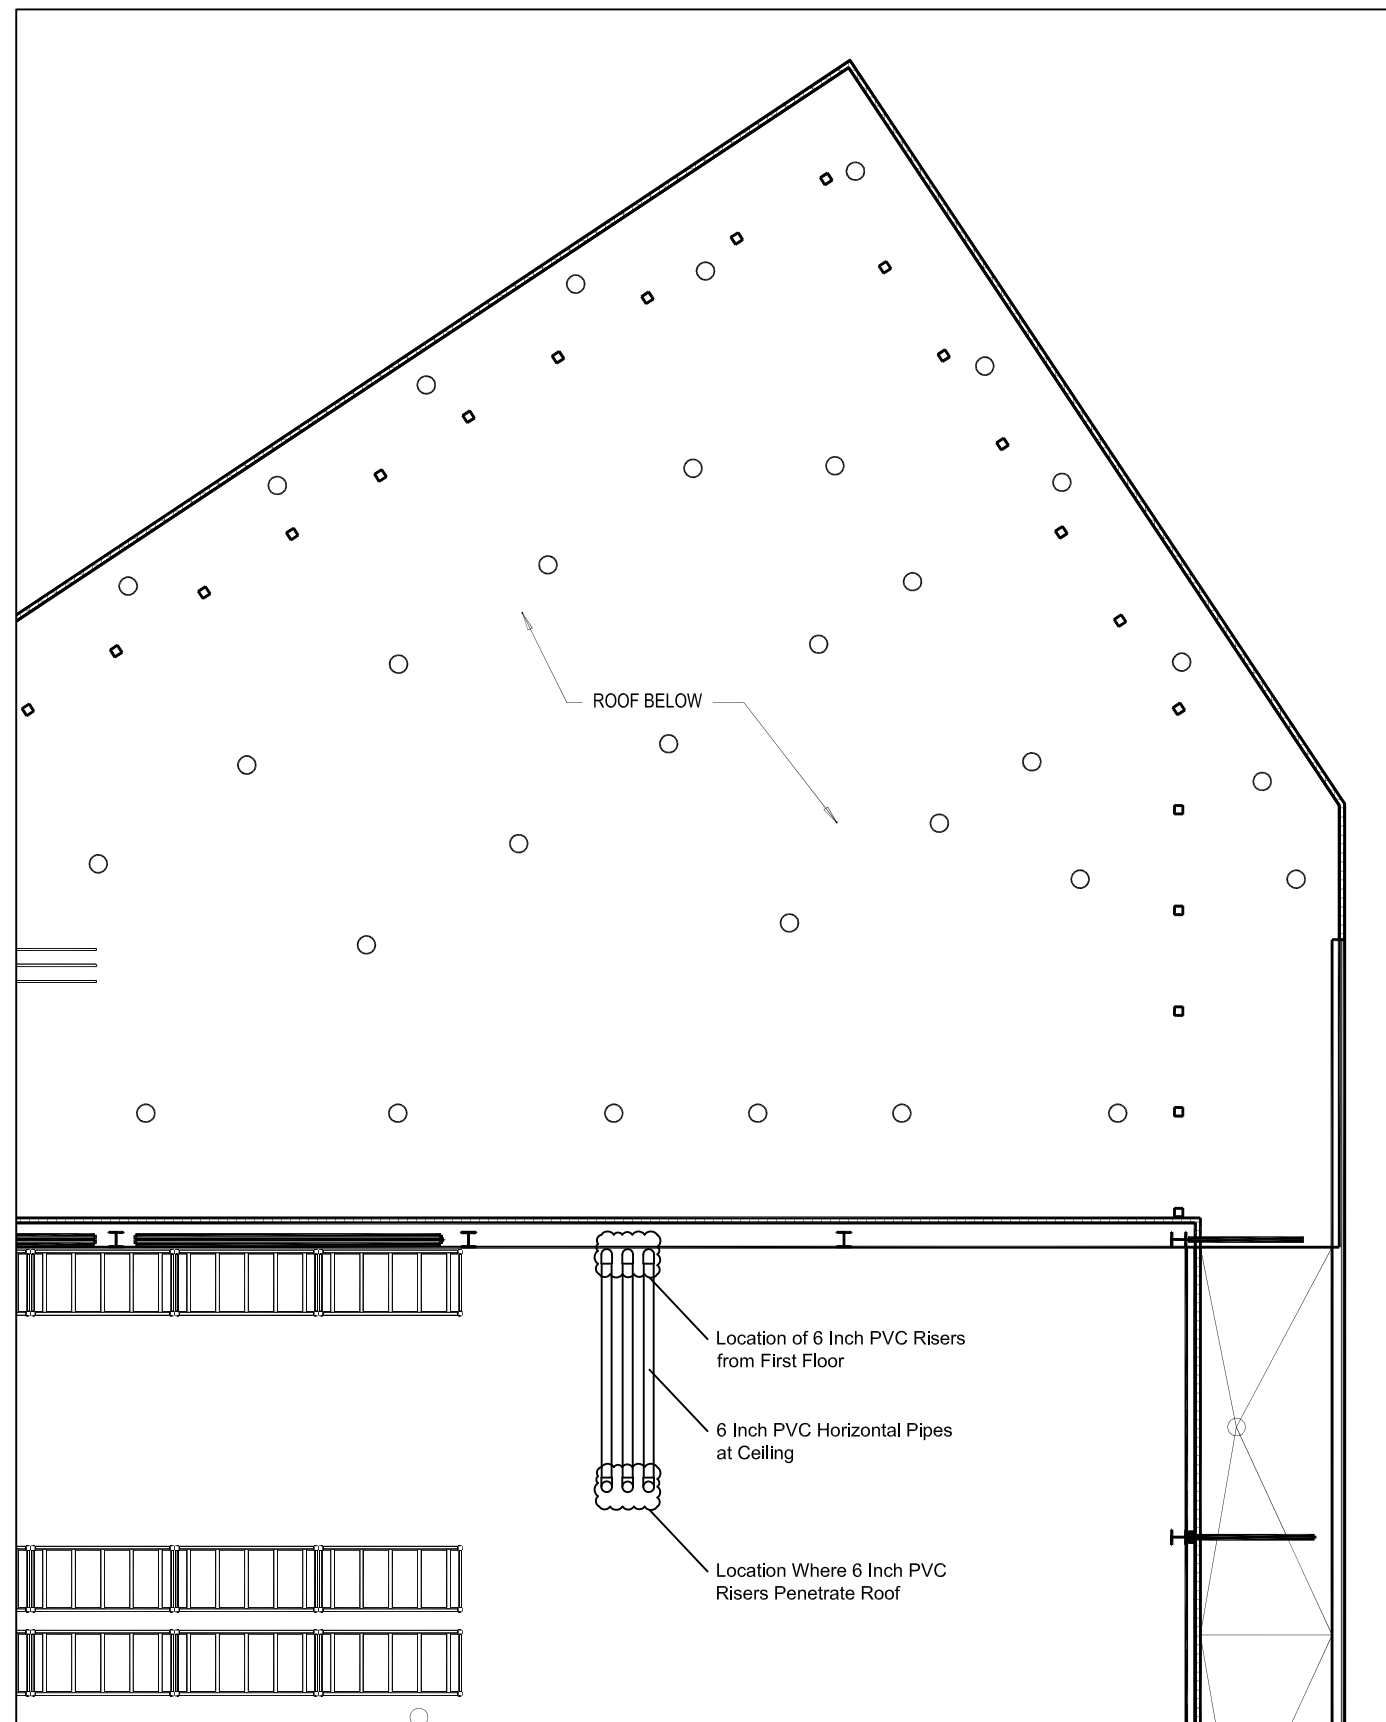 ROOF BELOW
Location of 6 Inch PVC Risers
from First Floor
6 Inch PVC Horizontal Pipes
at Ceiling
Location Where 6 Inch PVC
Risers Penetrate Roof